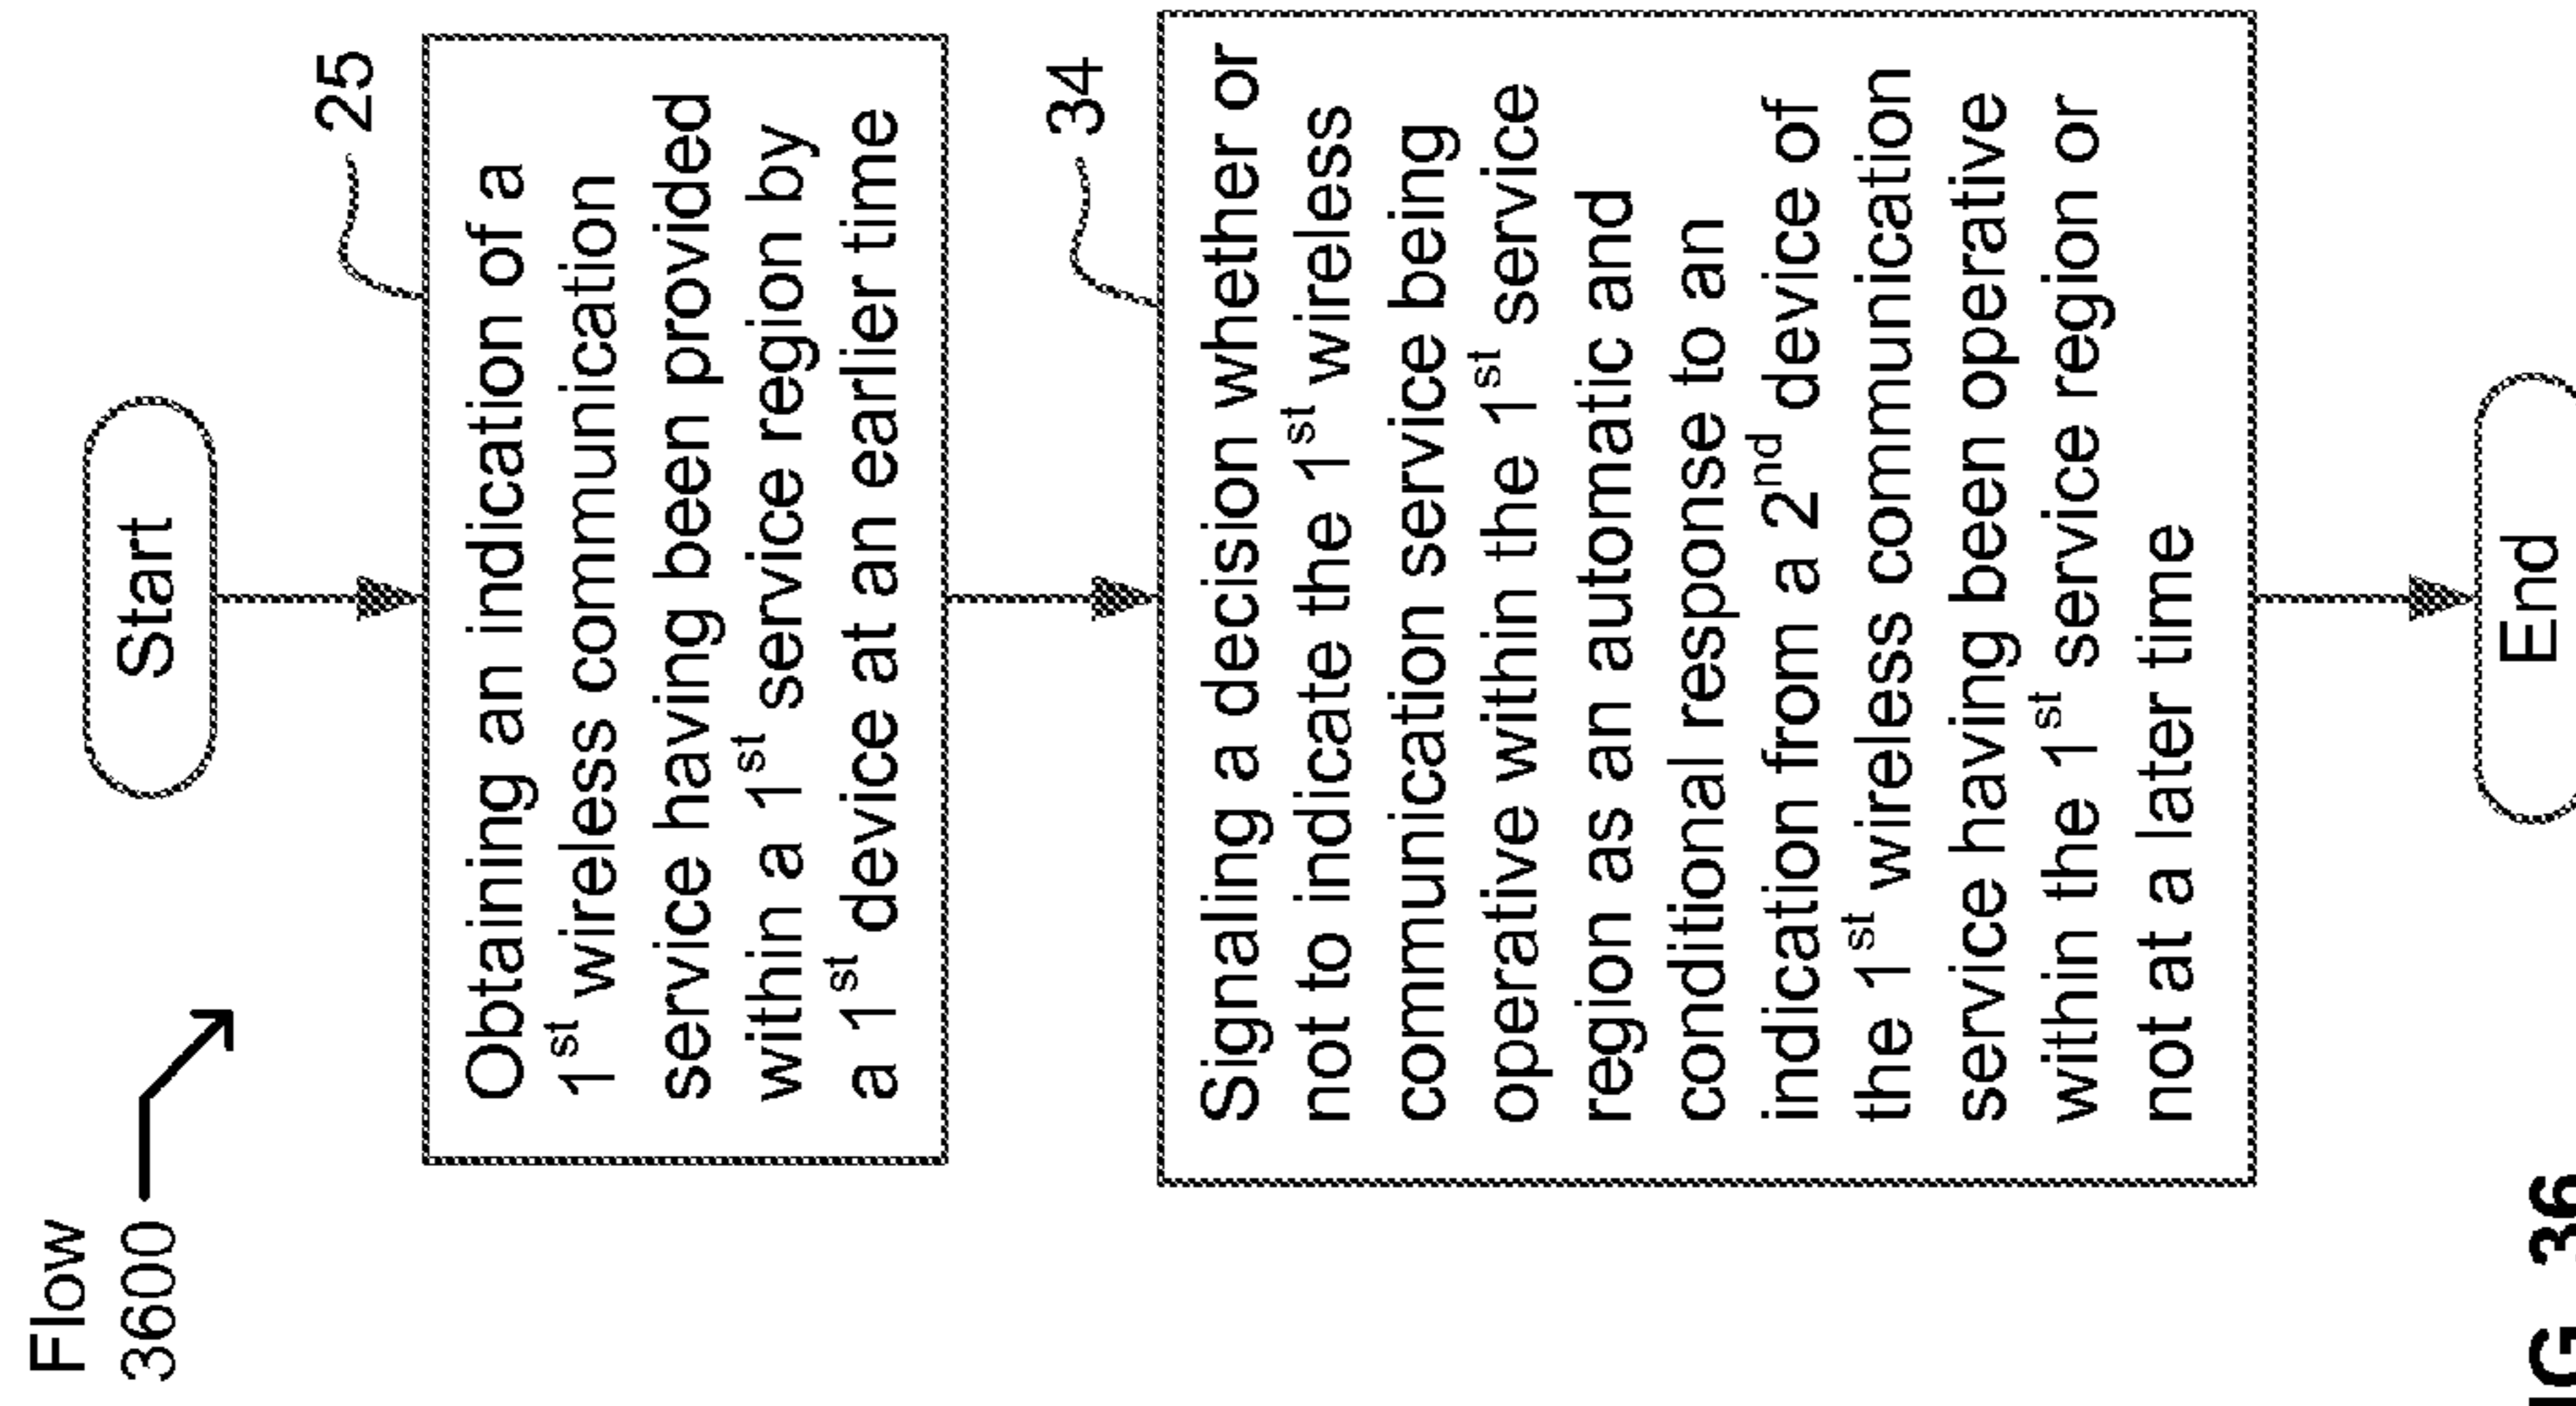 Flow
3600
Start
25
Obtaining an indication of a
1st wireless communication
service having been provided
within a 1st service region by
a 1st device at an earlier time
34
Signaling a decision whether or
not to indicate the 1st wireless
communication service being
operative within the 1st service
region as an automatic and
conditional response to an
indication from a 2nd device of
the 1st wireless communication
service having been operative
within the 1st service region or
not at a later time
End
IG. 36